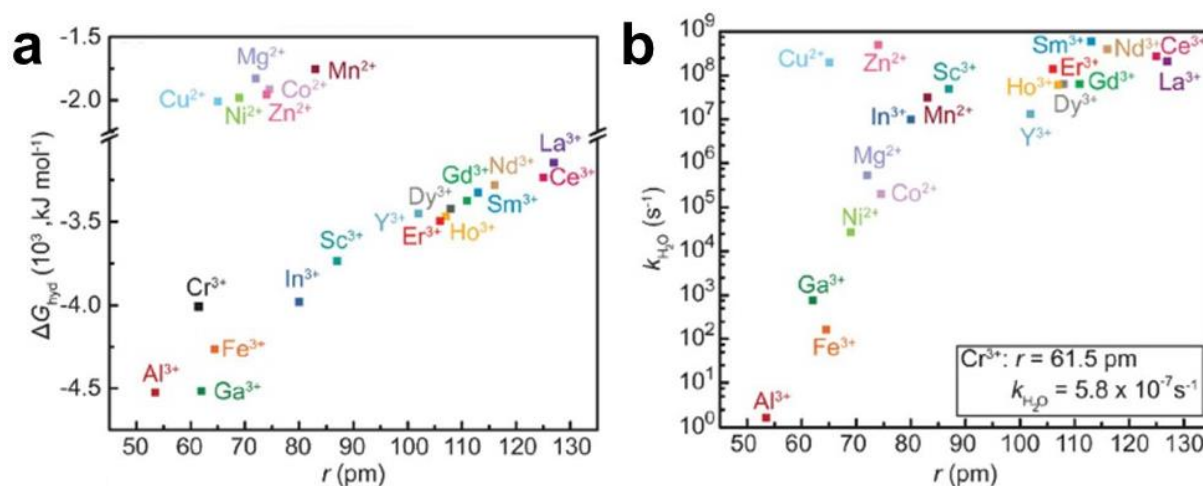 a
-1.5
-2.0
-3.5
-4.0
-4.5
ΔG_hyd (10³ ,kJ mol⁻¹)
Mg²⁺
Mn²⁺
Cu²⁺
Co²⁺
Ni²⁺
Zn²⁺
La³⁺
Nd³⁺
Ce³⁺
Gd³⁺
Dy³⁺
Sm³⁺
Y³⁺
Er³⁺
Ho³⁺
Sc³⁺
In³⁺
Cr³⁺
Fe³⁺
Al³⁺
Ga³⁺
50 60 70 80 90 100 110 120 130
r (pm)
b
10⁹
10⁸
10⁷
10⁶
10⁵
10⁴
10³
10²
10¹
10⁰
k_H₂O (s⁻¹)
Sm³⁺
Nd³⁺
Ce³⁺
Cu²⁺
Zn²⁺
Er³⁺
La³⁺
Sc³⁺
Ho³⁺
Gd³⁺
Dy³⁺
In³⁺
Mn²⁺
Y³⁺
Mg²⁺
Co²⁺
Ni²⁺
Ga³⁺
Fe³⁺
Al³⁺
Cr³⁺: r = 61.5 pm
k_H₂O = 5.8 x 10⁻⁷s⁻¹
50 60 70 80 90 100 110 120 130
r (pm)